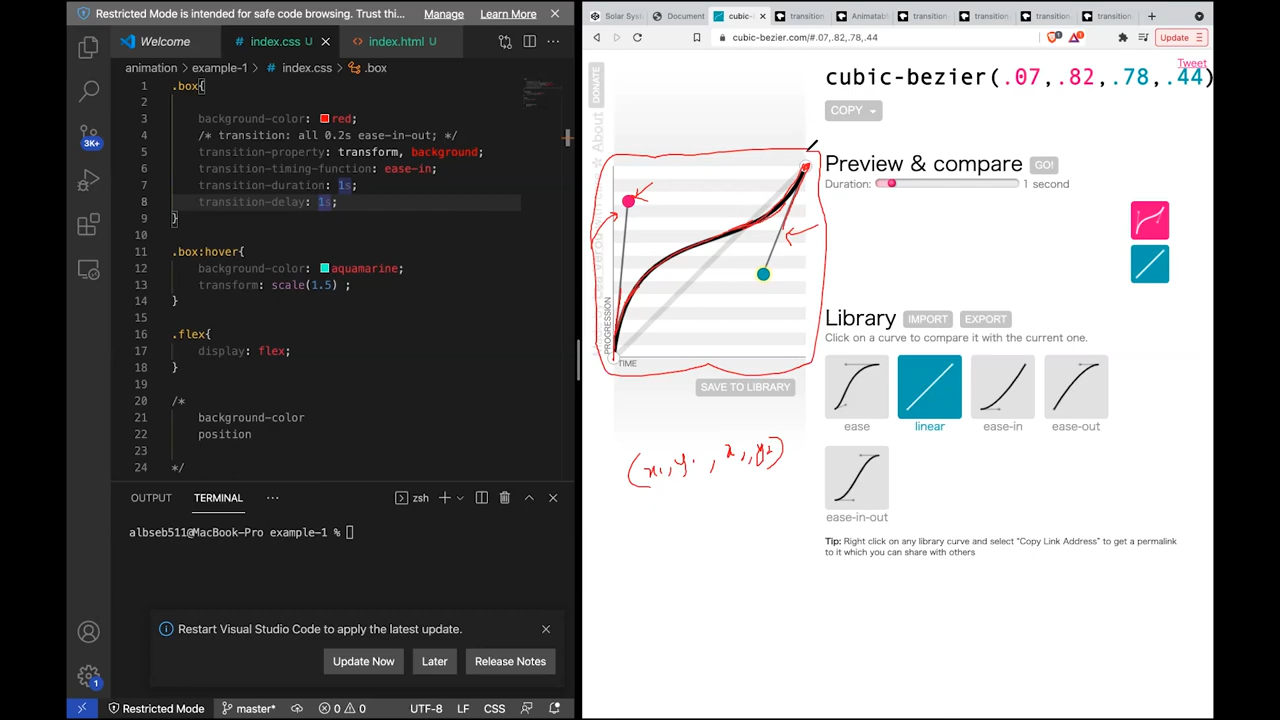 Restricted Mode is intended for safe code browsing. Trust thi...
Manage
Learn More
Welcome
index.css
index.html
animation > example-1 > # index.css > .box
1 .box{
2
3 background-color: red;
4 /* transition: all 0.2s ease-in-out; */
5 transition-property: transform, background;
6 transition-timing-function: ease-in;
7 transition-duration: 1s;
8 transition-delay: 1s;
9 }
10
11 .box:hover{
12 background-color: aquamarine;
13 transform: scale(1.5) ;
14 }
15
16 .flex{
17 display: flex;
18 }
19
20 /*
21 background-color
22 position
23
24 */
3K+
OUTPUT
TERMINAL
zsh
albseb511@MacBook-Pro example-1 %
Restart Visual Studio Code to apply the latest update.
Update Now
Later
Release Notes
1
Restricted Mode
master*
0
0
UTF-8
LF
CSS
Solar Sys
Document
cubic-
transition
Animatab
transition
transition
transition
transition
cubic-bezier.com/#.07,.82,.78,.44
1
1
Update
Tweet
DONATE
About
cubic-bezier(.07,.82,.78,.44)
COPY
Preview & compare
GO!
Duration:
1 second
PROGRESSION
TIME
SAVE TO LIBRARY
Library
IMPORT
EXPORT
Click on a curve to compare it with the current one.
ease
linear
ease-in
ease-out
ease-in-out
Tip: Right click on any library curve and select “Copy Link Address” to get a permalink
to it which you can share with others